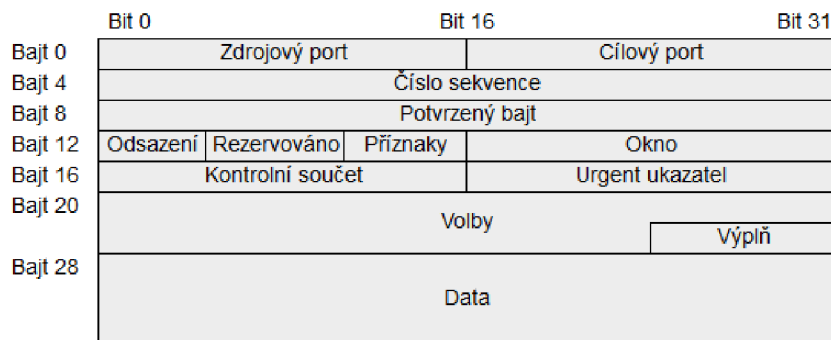 Bit 0 Bit 16 Bit 31
Bajt 0 Zdrojový port Cílový port
Bajt 4 Číslo sekvence
Bajt 8 Potvrzený bajt
Bajt 12 Odsazení Rezervováno Příznaky Okno
Bajt 16 Kontrolní součet Urgent ukazatel
Bajt 20 Volby
Výplň
Bajt 28
Data